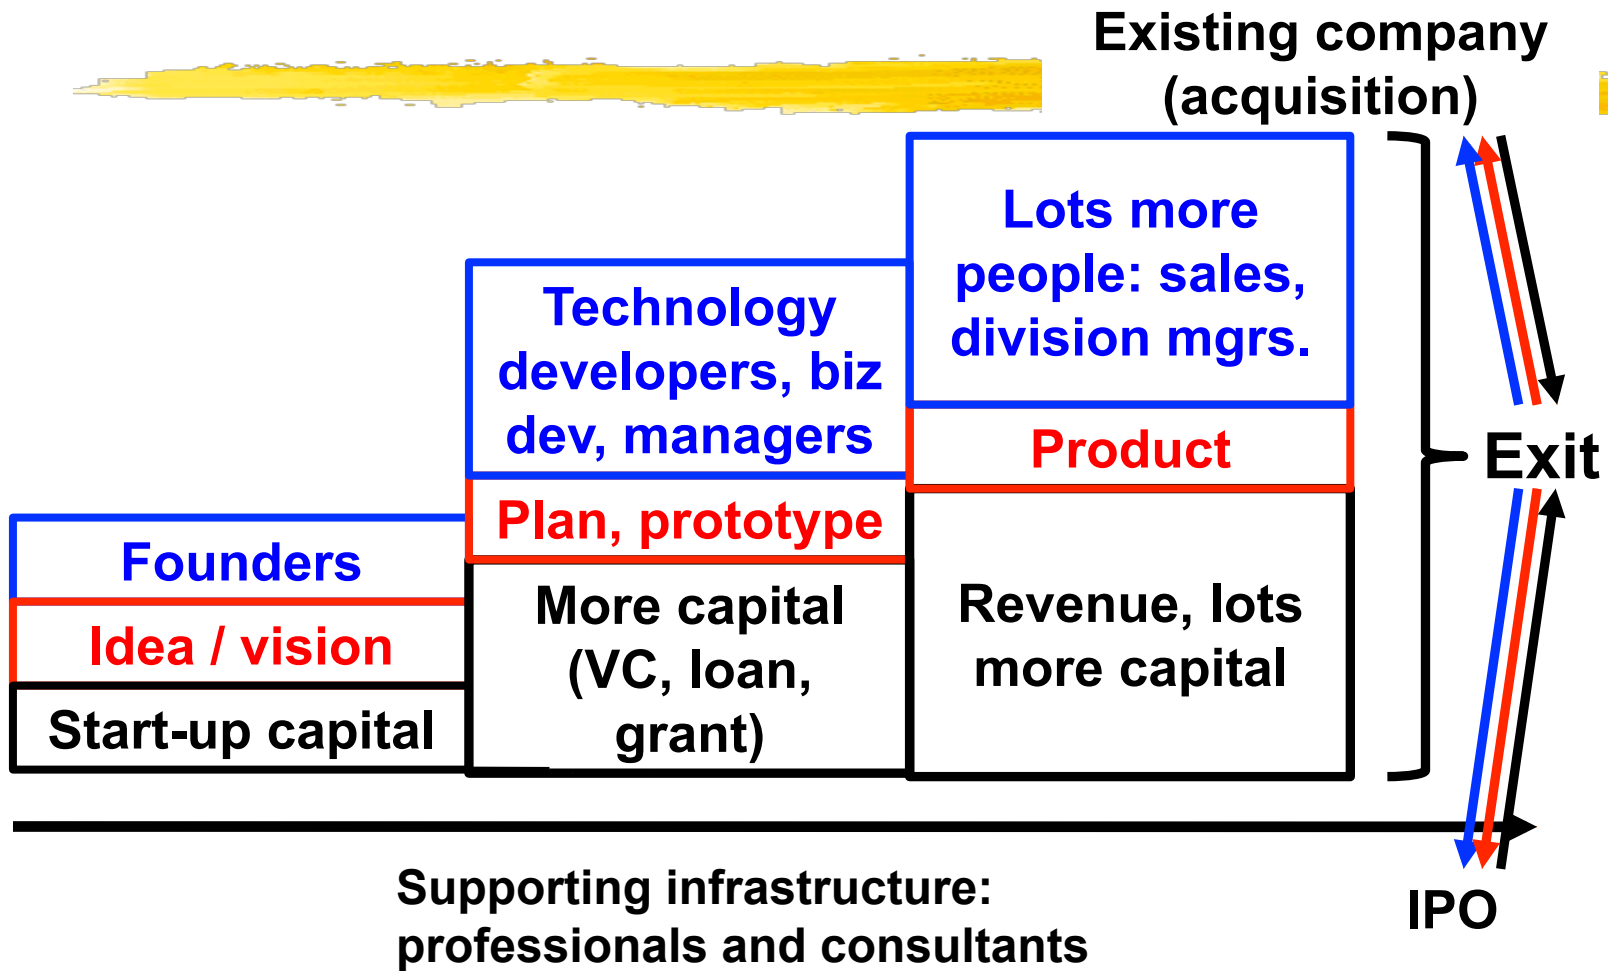 Existing company
(acquisition)
Lots more
people: sales,
division mgrs.
Technology
developers, biz
dev, managers
Product
Exit
Plan, prototype
Founders
More capital
(VC, loan,
grant)
Revenue, lots
more capital
Idea / vision
Start-up capital
Supporting infrastructure:
professionals and consultants
IPO